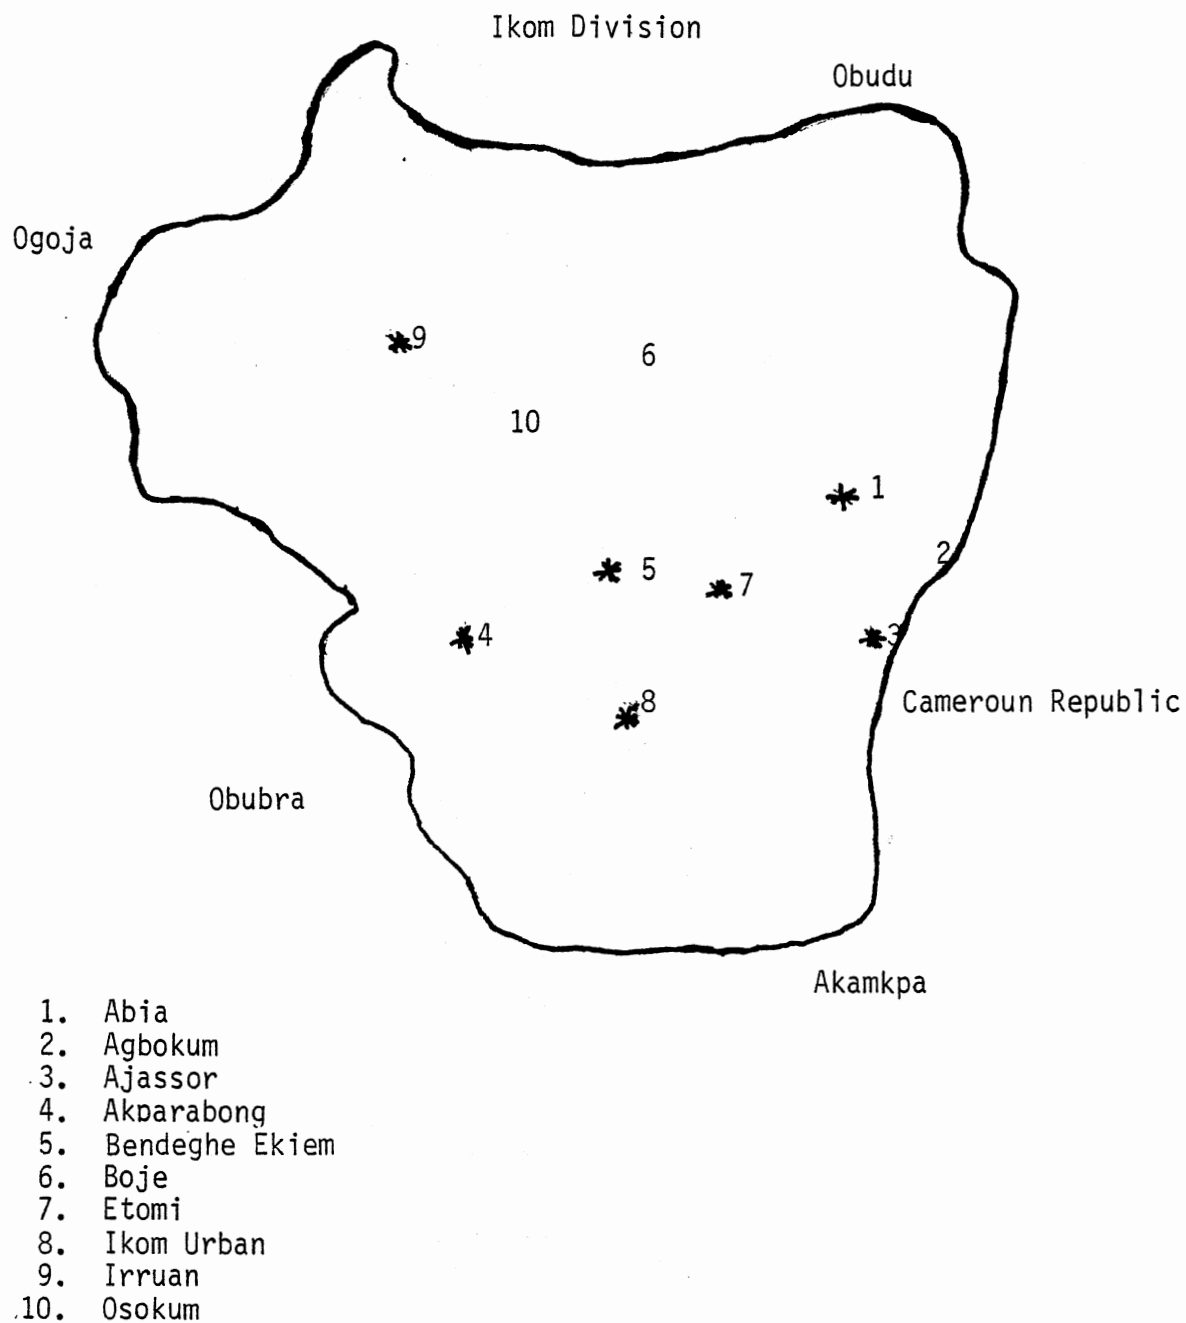 Ikom Division
Obudu
Ogoja
9
6
10
1
2
5
7
4
3
8
Cameroun Republic
Obubra
Akamkpa
1. Abia
2. Agbokum
3. Ajassor
4. Akparabong
5. Bendeghe Ekiem
6. Boje
7. Etomi
8. Ikom Urban
9. Irruan
10. Osokum